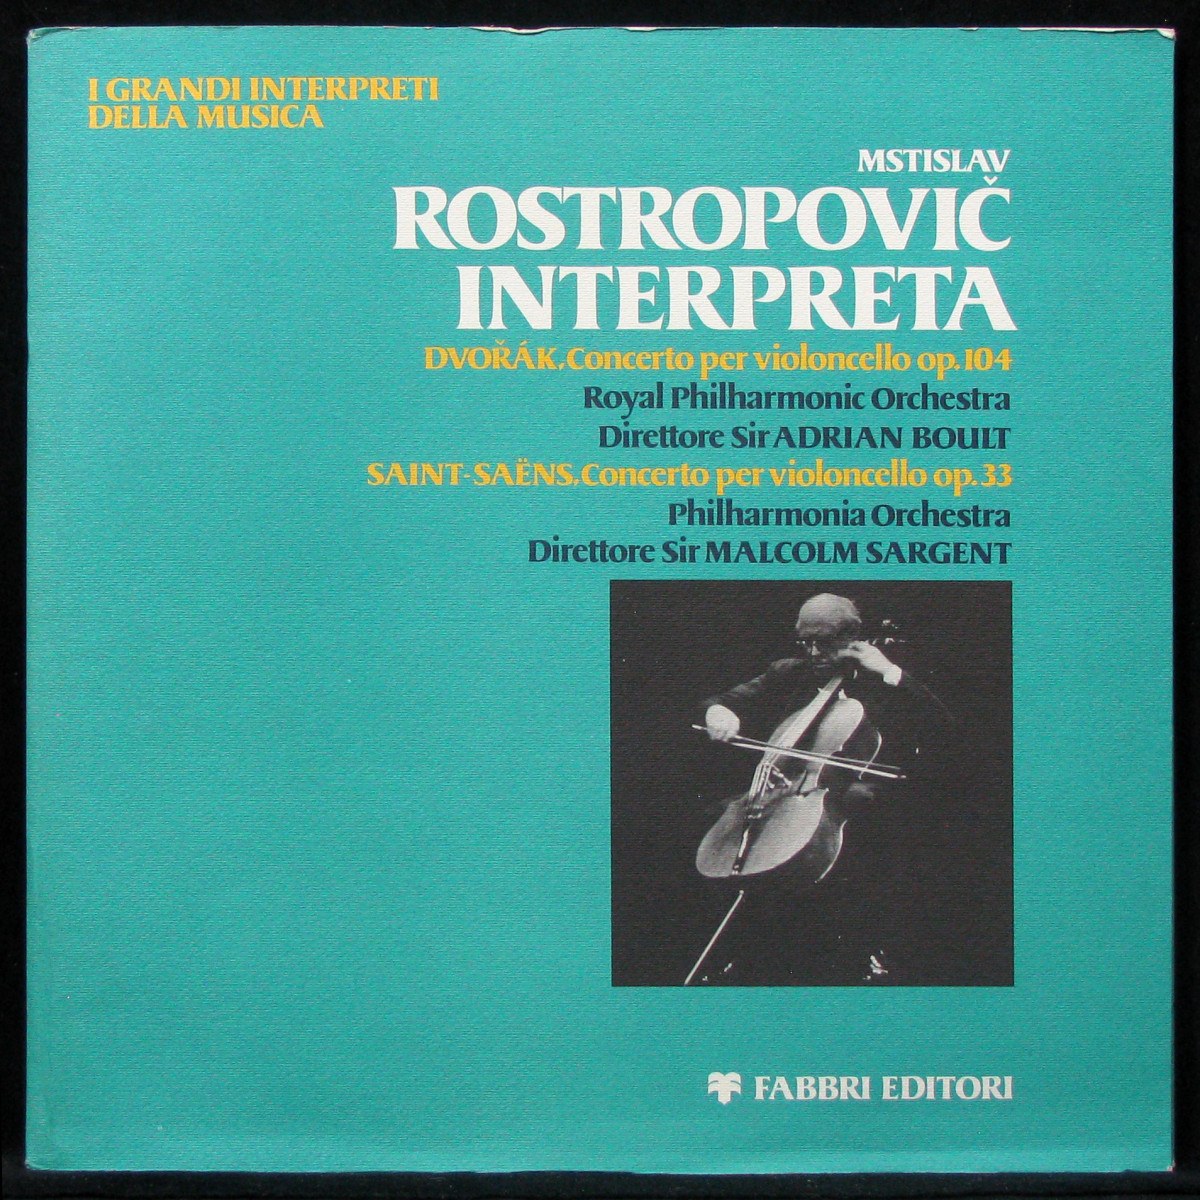 I GRANDI INTERPRETI
DELLA MUSICA
MSTISLAV
ROSTROPOVIČ
INTERPRETA
DVOŘÁK, Concerto per violoncello op. 104
Royal Philharmonic Orchestra
Direttore Sir ADRIAN BOULT
SAINT-SAËNS, Concerto per violoncello op. 33
Philharmonia Orchestra
Direttore Sir MALCOLM SARGENT
FABBRI EDITORI